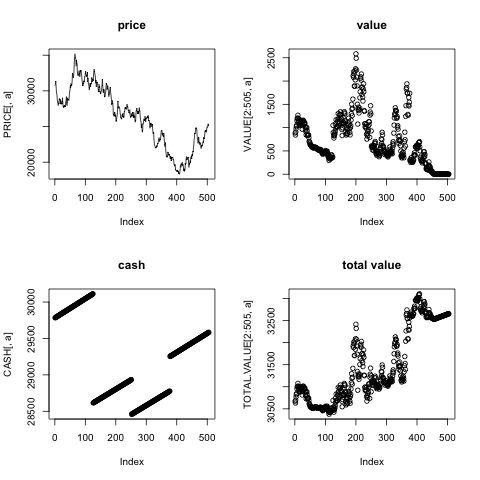 price
PRICE[, a]
20000 30000
0 100 200 300 400 500
Index
value
VALUE[2:505, a]
0 500 1500 2500
0 100 200 300 400 500
Index
cash
CASH[, a]
28500 29000 29500 30000
0 100 200 300 400 500
Index
total value
TOTAL.VALUE[2:505, a]
30500 31500 32500
0 100 200 300 400 500
Index